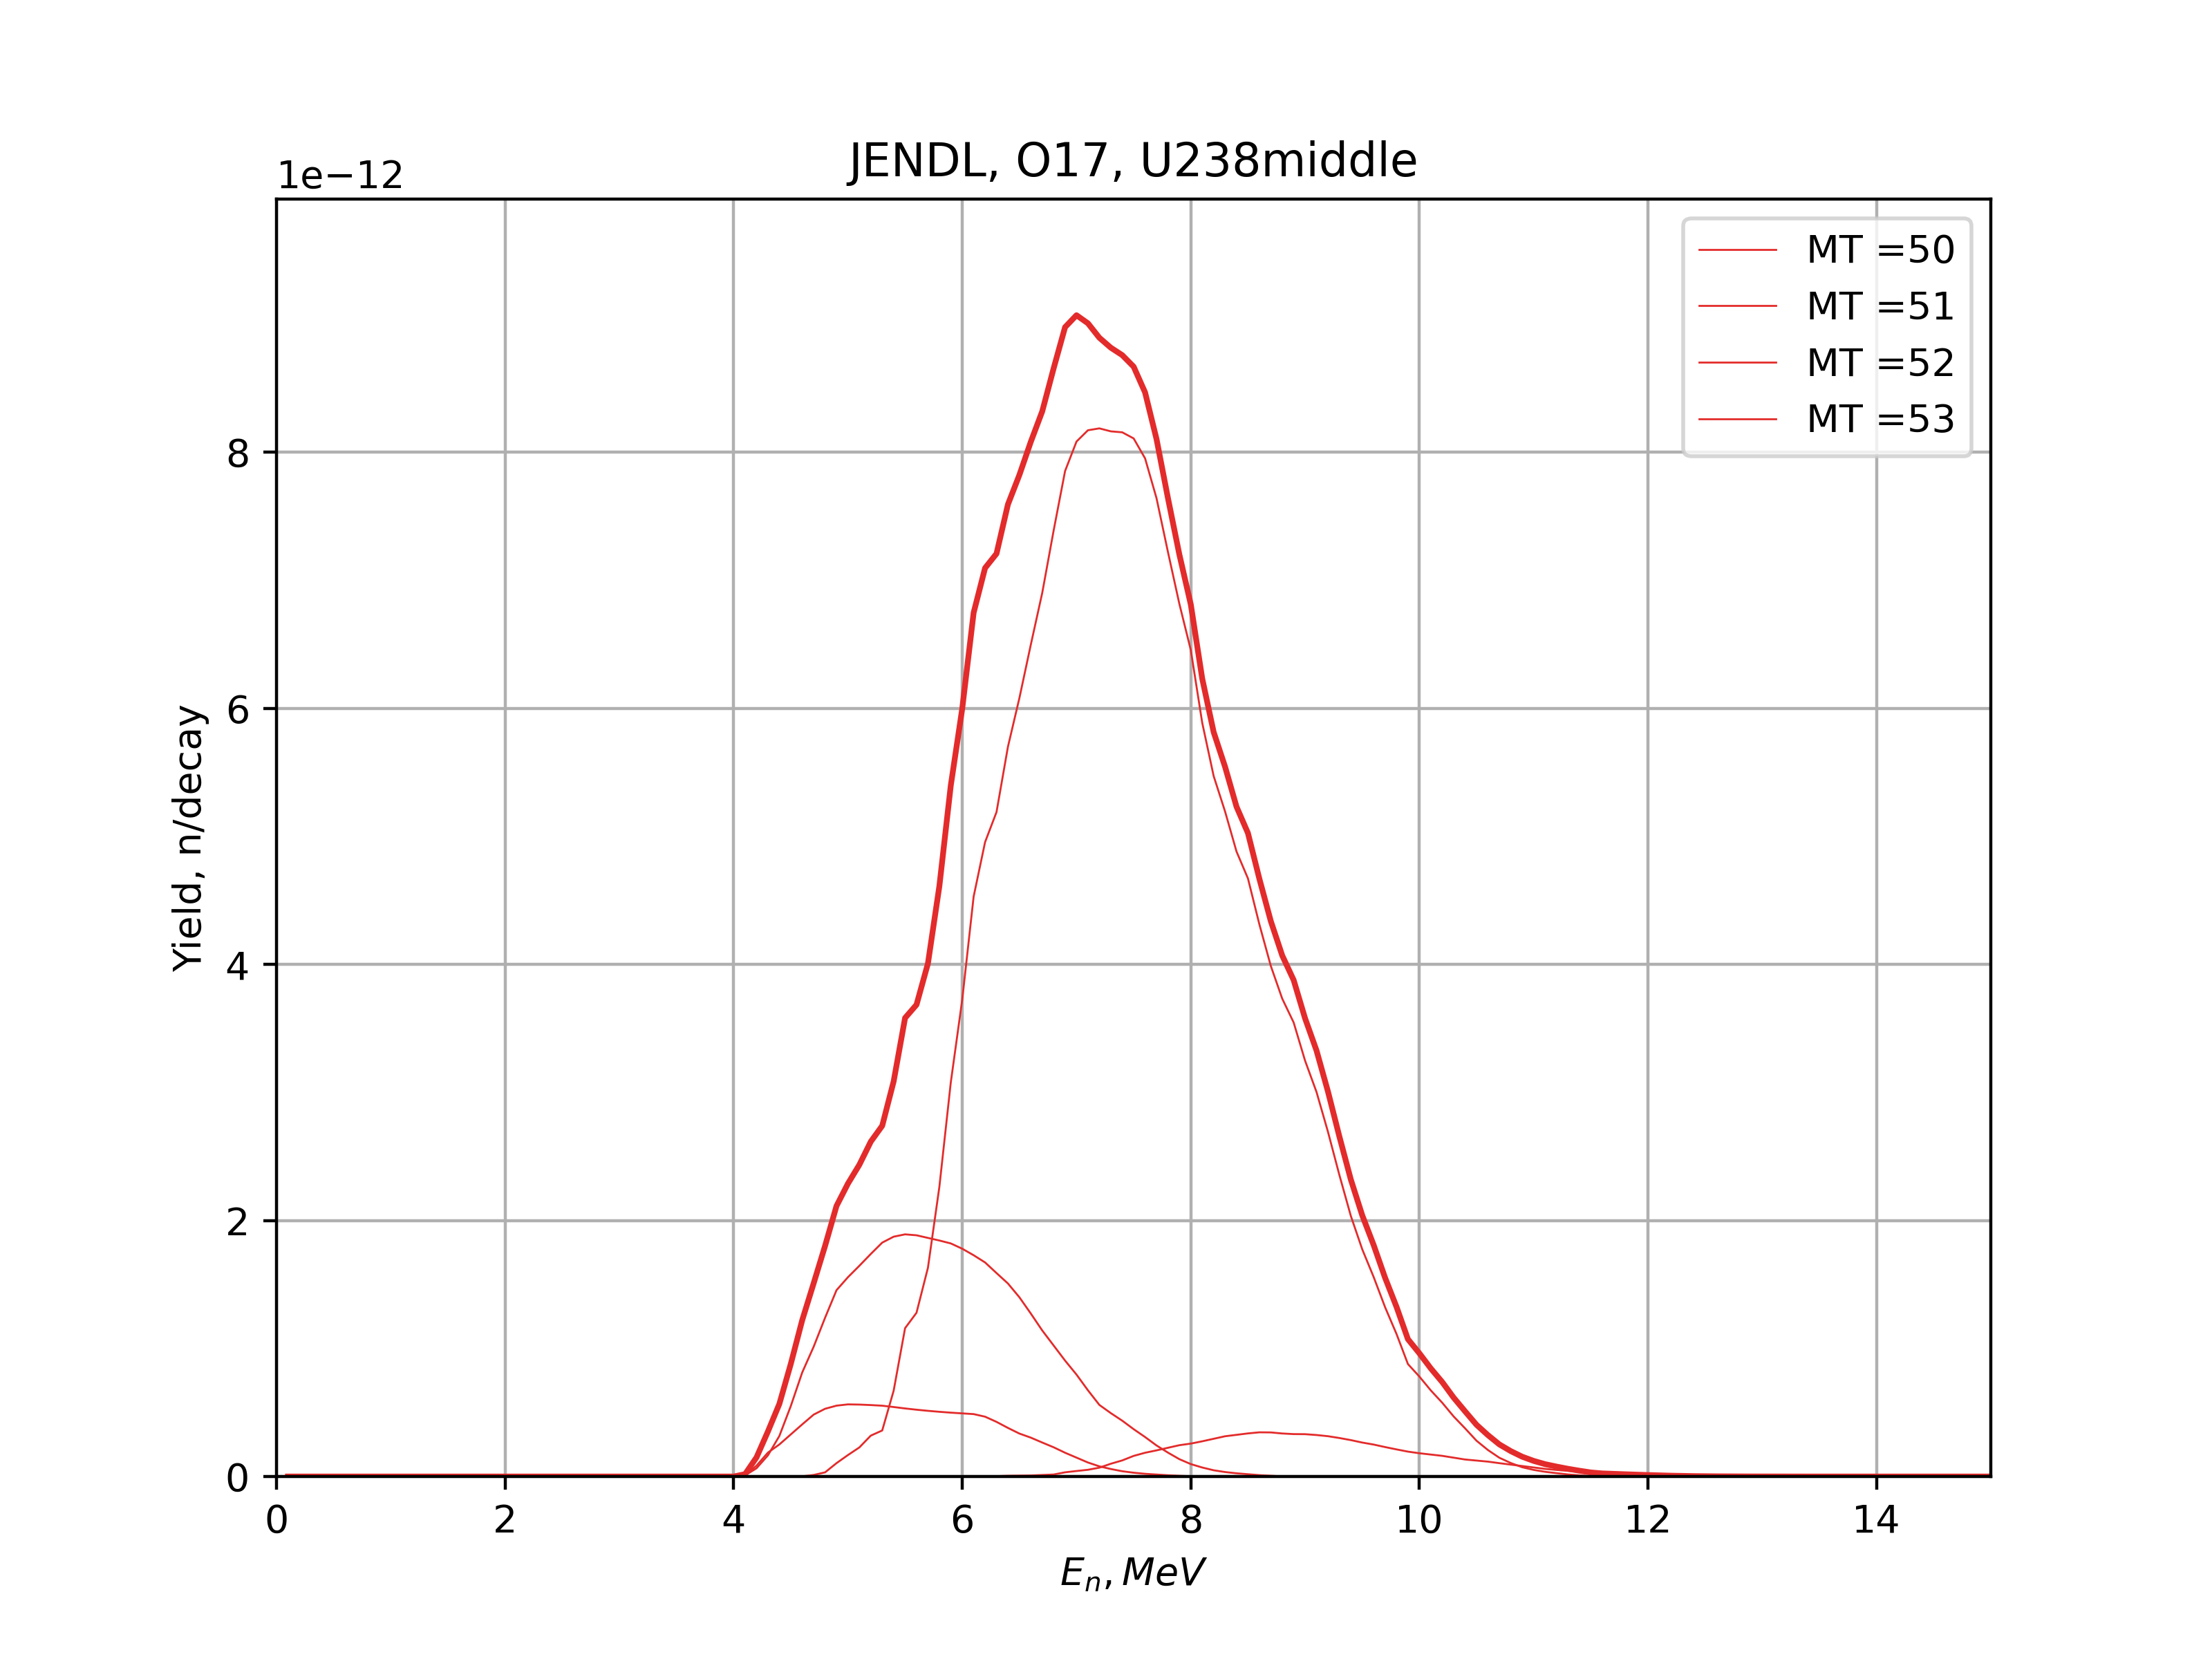 JENDL, O17, U238middle
1e−12
MT =50
MT =51
MT =52
MT =53
8
6
4
2
0
Yield, n/decay
0 2 4 6 8 10 12 14
E_n, MeV